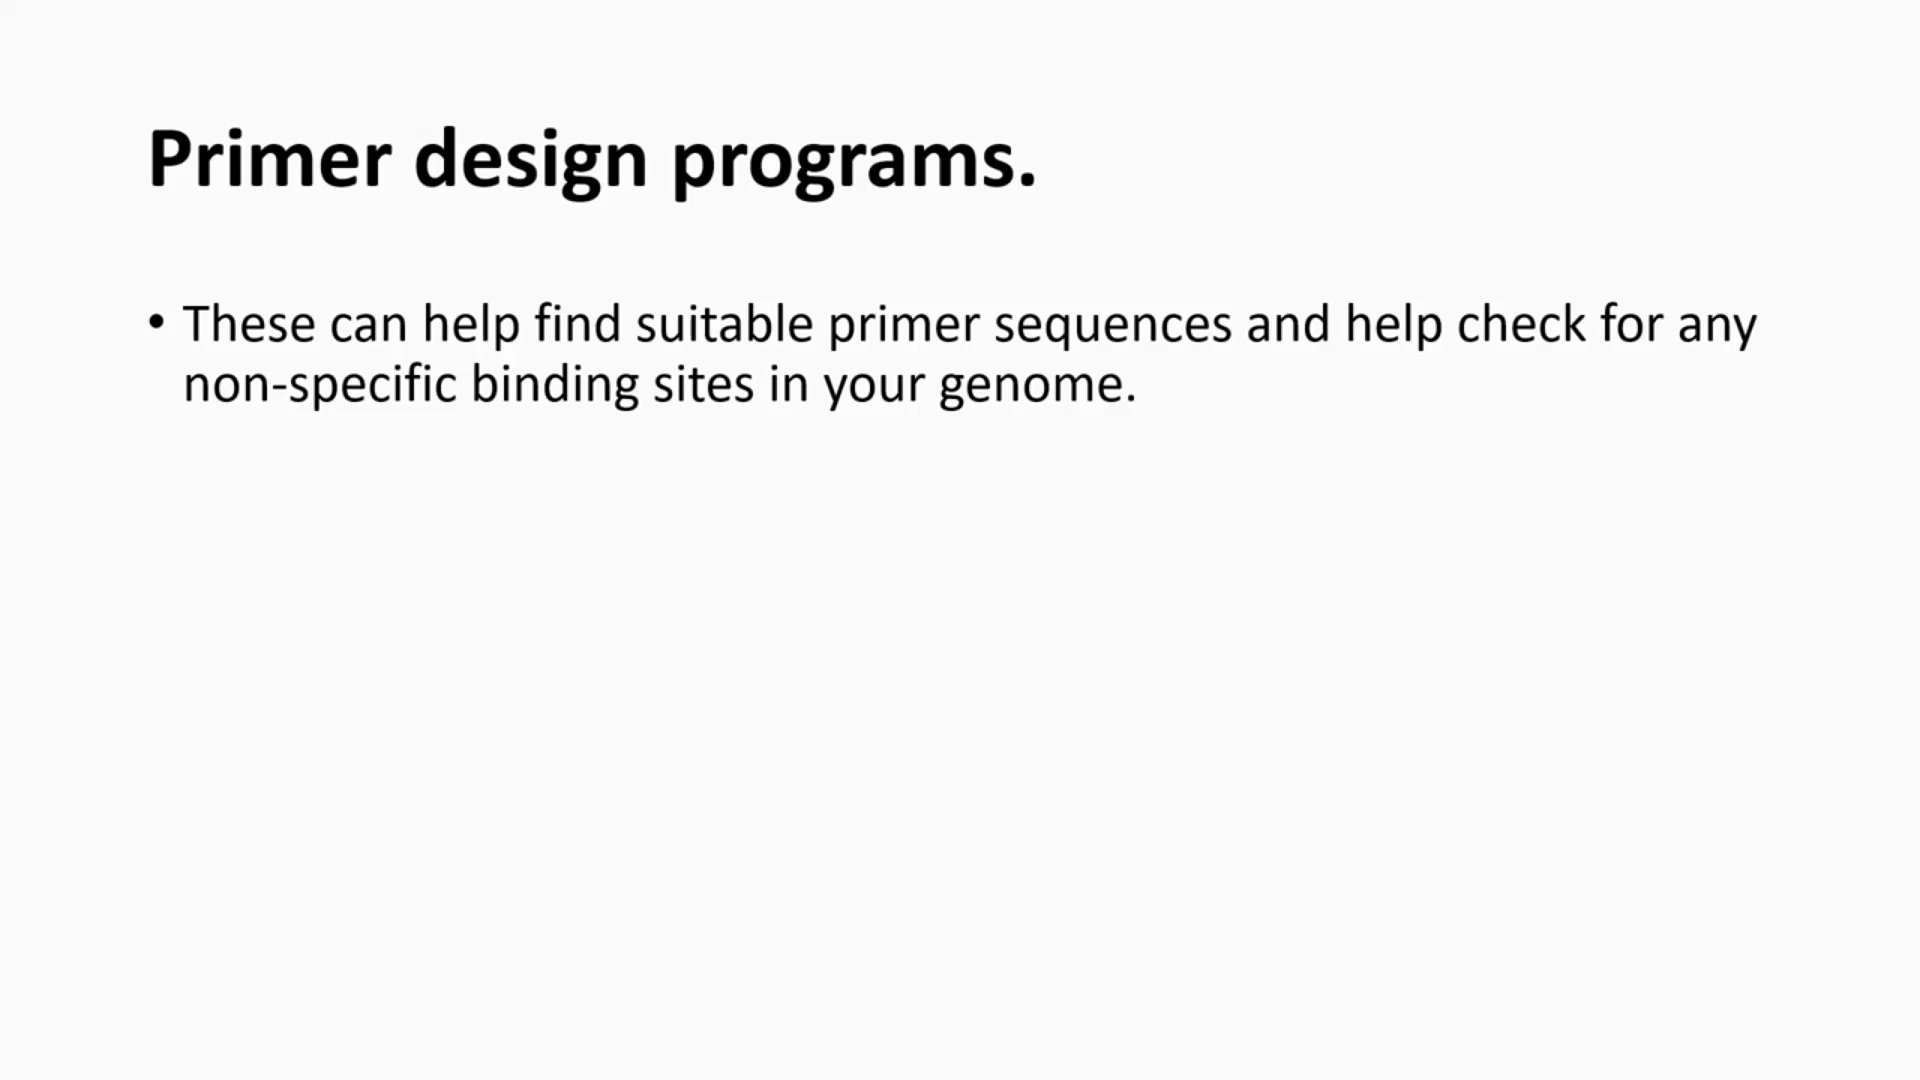 Primer design programs.
• These can help find suitable primer sequences and help check for any
non-specific binding sites in your genome.